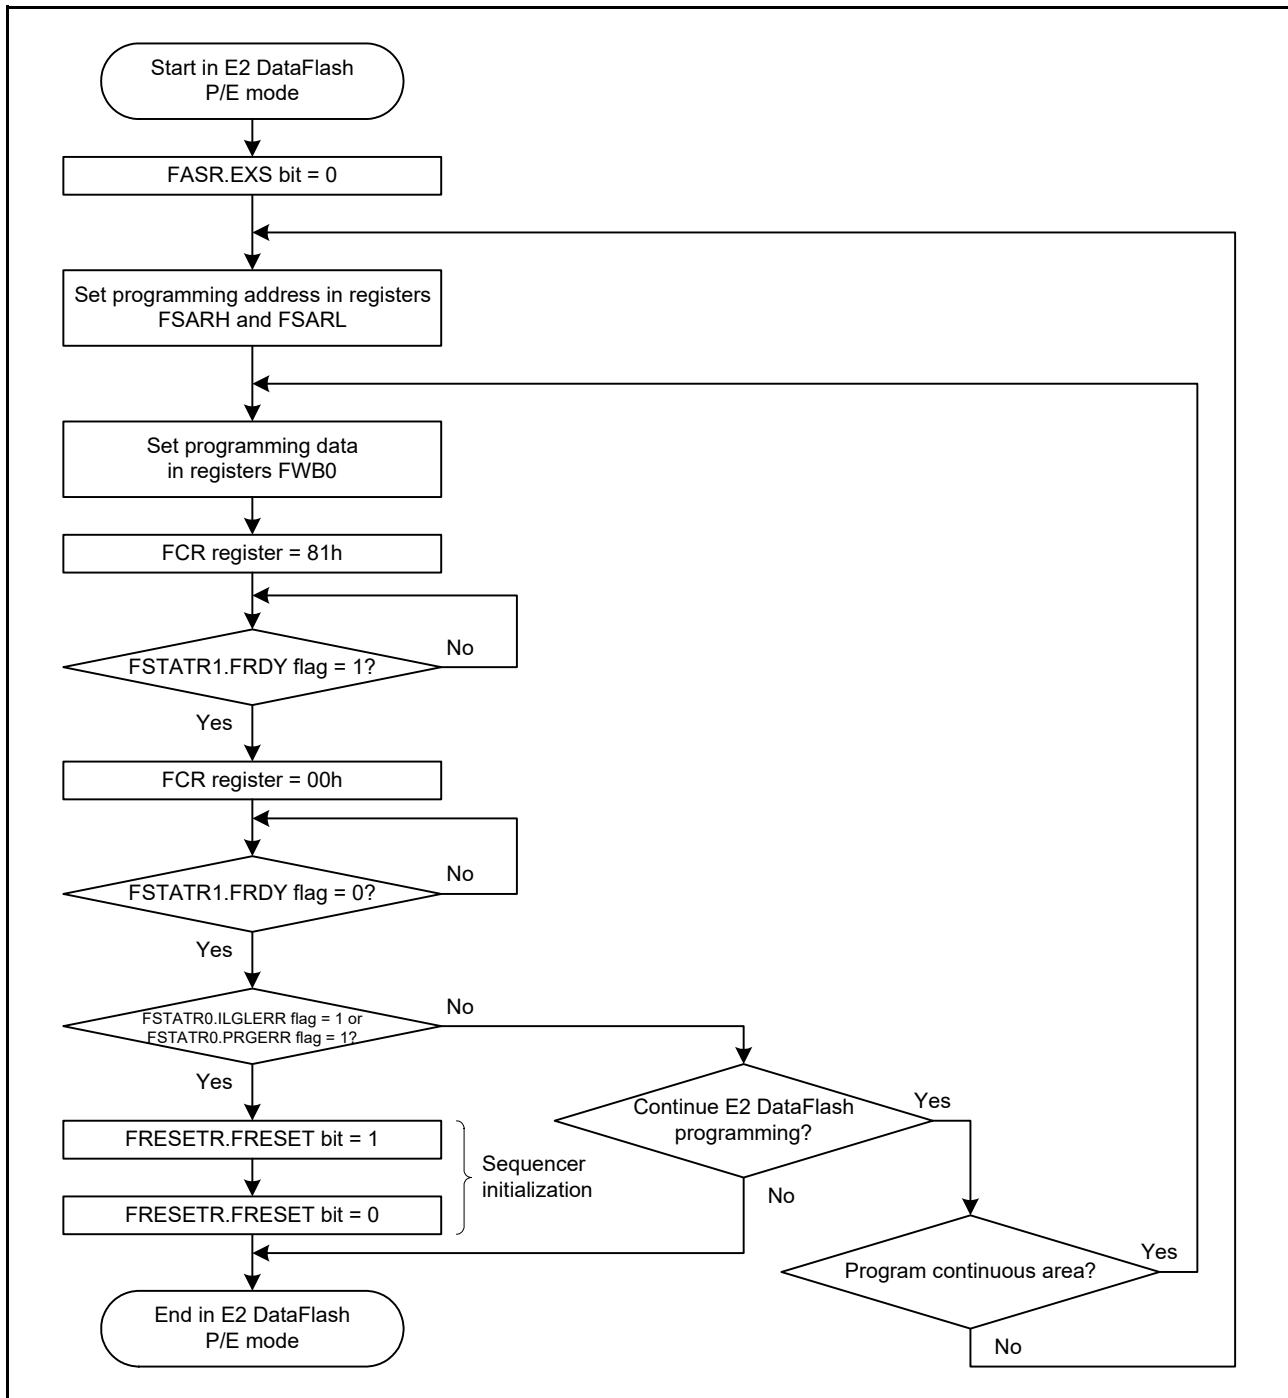 Start in E2 DataFlash
P/E mode
FASR.EXS bit = 0
Set programming address in registers
FSARH and FSARL
Set programming data
in registers FWB0
FCR register = 81h
FSTATR1.FRDY flag = 1?
No
Yes
FCR register = 00h
FSTATR1.FRDY flag = 0?
No
Yes
FSTATR0.ILGLERR flag = 1 or
FSTATR0.PRGERR flag = 1?
No
Yes
FRESETR.FRESET bit = 1
FRESETR.FRESET bit = 0
Sequencer
initialization
Continue E2 DataFlash
programming?
Yes
No
Program continuous area?
Yes
No
End in E2 DataFlash
P/E mode